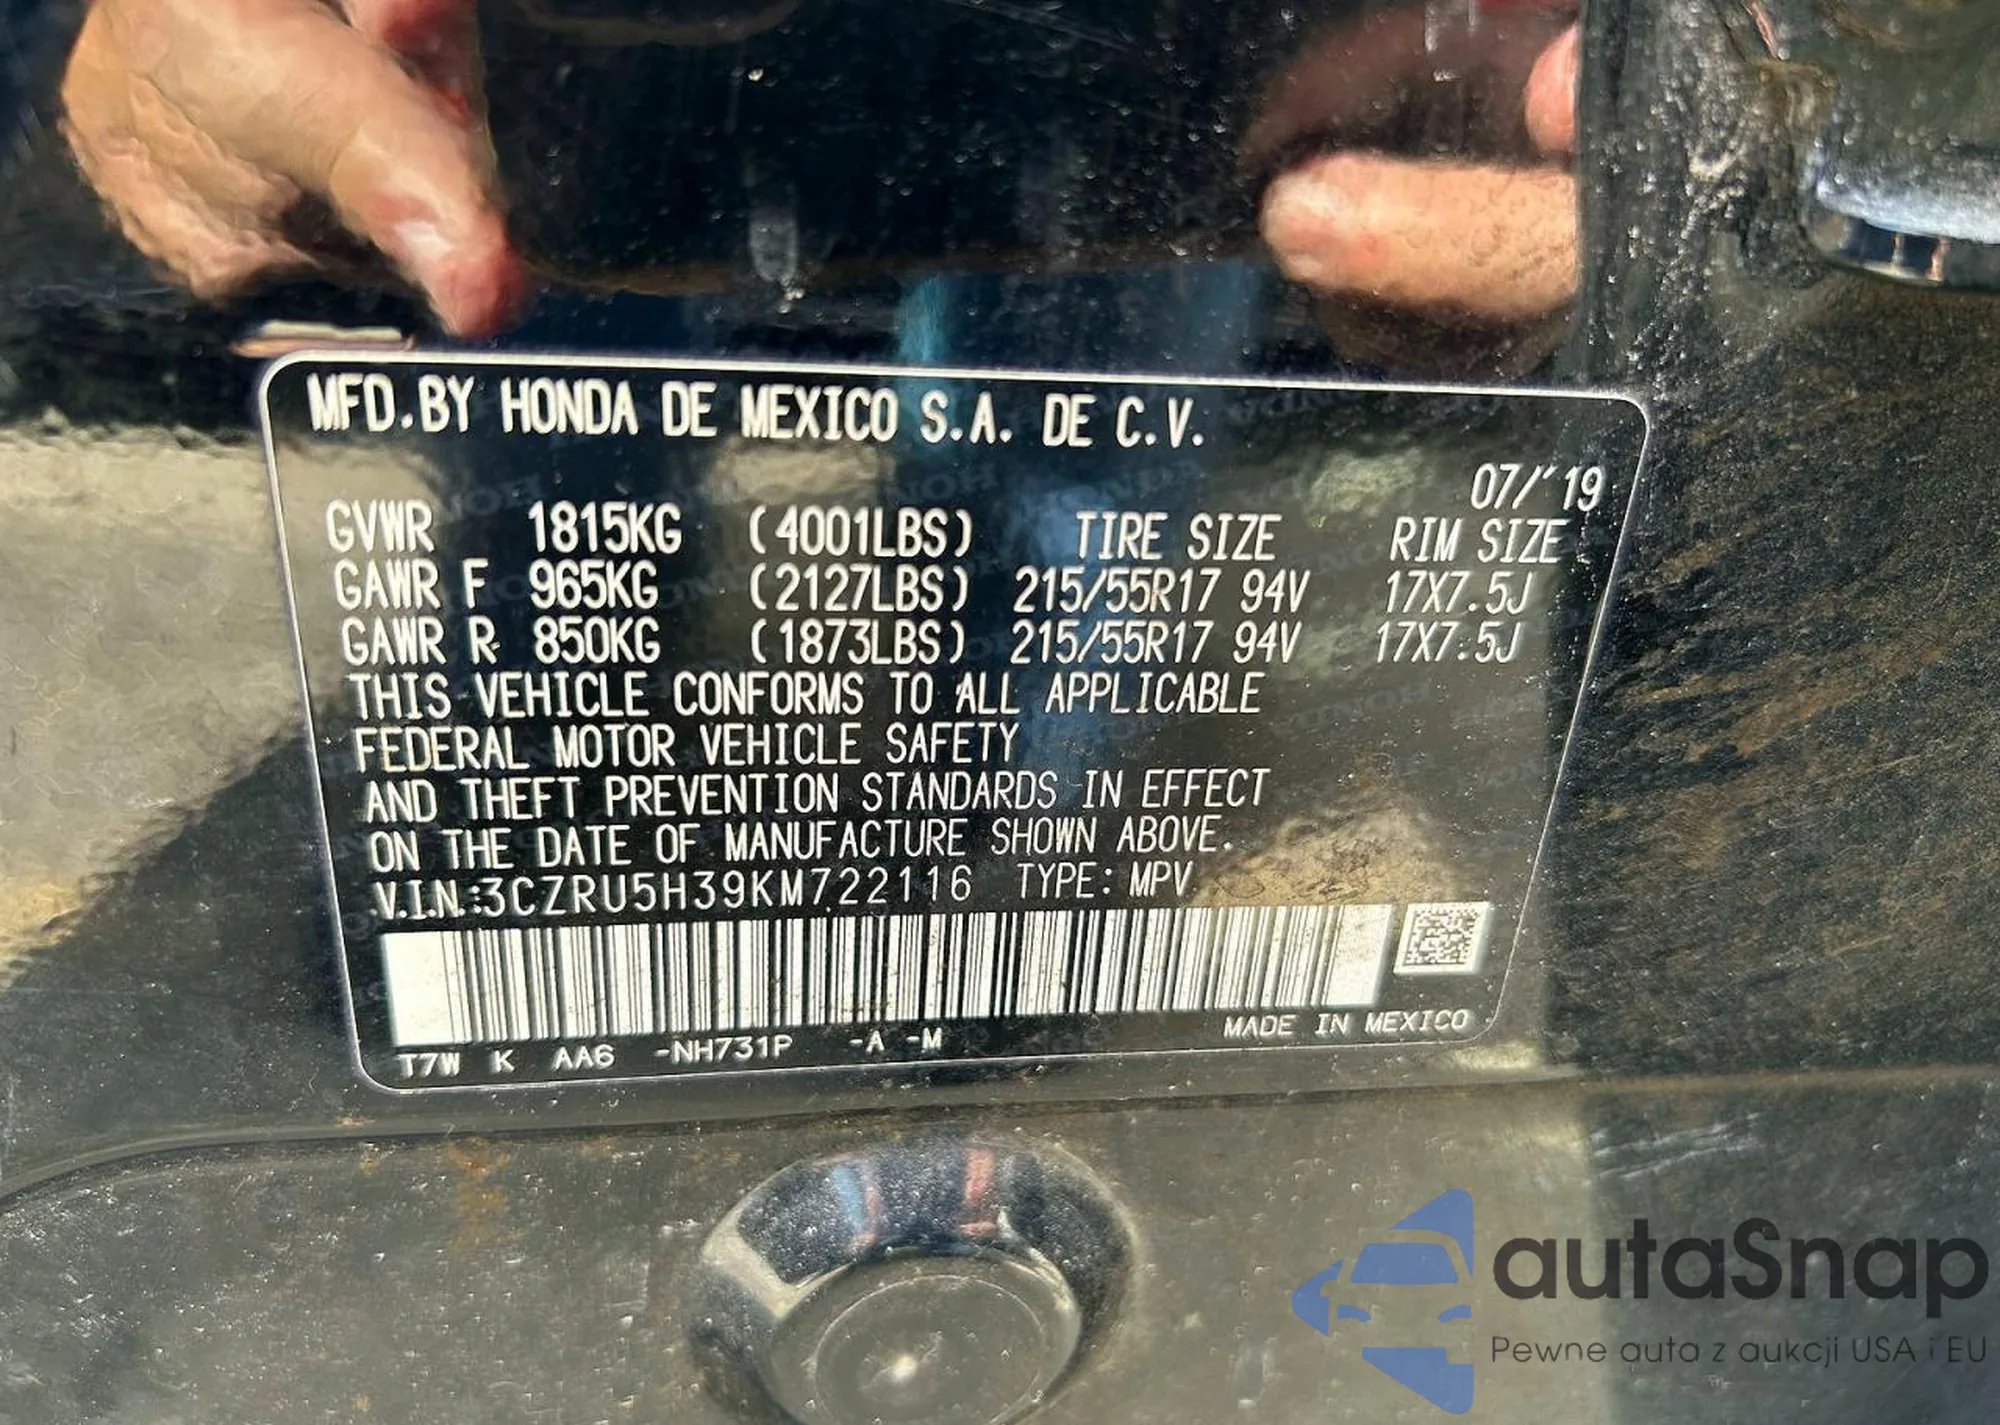 MFD.BY HONDA DE MEXICO S.A. DE C.V.
07/'19
GVWR 1815KG (4001LBS) TIRE SIZE RIM SIZE
GAWR F 965KG (2127LBS) 215/55R17 94V 17X7.5J
GAWR R 850KG (1873LBS) 215/55R17 94V 17X7.5J
THIS VEHICLE CONFORMS TO ALL APPLICABLE
FEDERAL MOTOR VEHICLE SAFETY
AND THEFT PREVENTION STANDARDS IN EFFECT
ON THE DATE OF MANUFACTURE SHOWN ABOVE.
V.I.N.:3CZRU5H39KM722116 TYPE: MPV
MADE IN MEXICO
T7W K AA6 -NH731P -A -M
autaSnap
Pewne auta z aukcji USA i EU